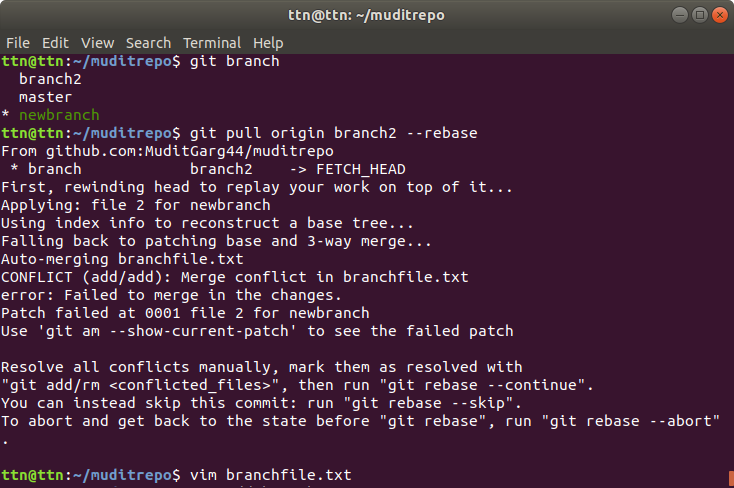 ttn@ttn: ~/muditrepo
File Edit View Search Terminal Help
ttn@ttn:~/muditrepo$ git branch
  branch2
  master
* newbranch
ttn@ttn:~/muditrepo$ git pull origin branch2 --rebase
From github.com:MuditGarg44/muditrepo
 * branch            branch2    -> FETCH_HEAD
First, rewinding head to replay your work on top of it...
Applying: file 2 for newbranch
Using index info to reconstruct a base tree...
Falling back to patching base and 3-way merge...
Auto-merging branchfile.txt
CONFLICT (add/add): Merge conflict in branchfile.txt
error: Failed to merge in the changes.
Patch failed at 0001 file 2 for newbranch
Use 'git am --show-current-patch' to see the failed patch
Resolve all conflicts manually, mark them as resolved with
"git add/rm <conflicted_files>", then run "git rebase --continue".
You can instead skip this commit: run "git rebase --skip".
To abort and get back to the state before "git rebase", run "git rebase --abort"
.
ttn@ttn:~/muditrepo$ vim branchfile.txt